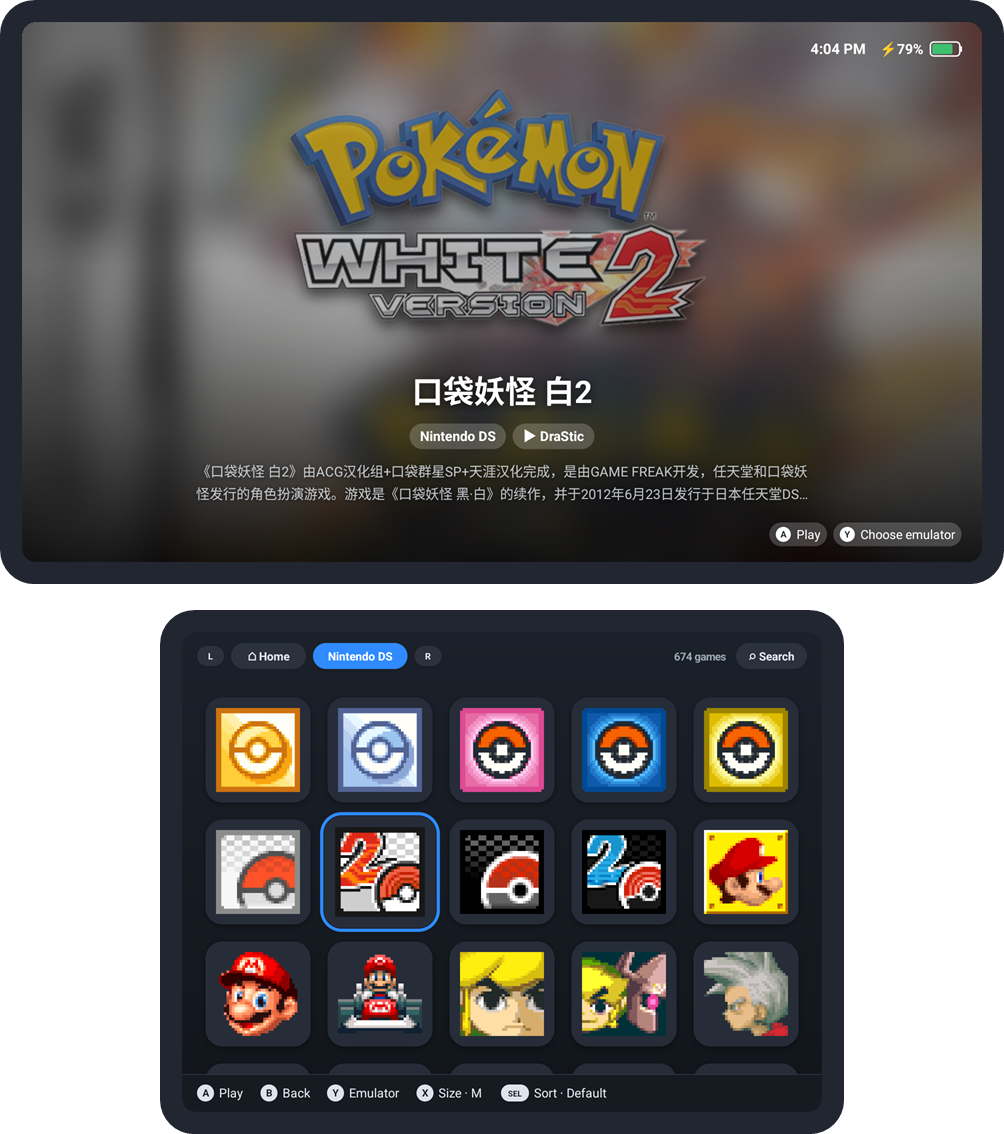 4:04 PM ⚡79%
POKéMON
TM
WHITE 2
VERSION
口袋妖怪 白2
Nintendo DS ▶ DraStic
《口袋妖怪 白2》由ACG汉化组+口袋群星SP+天涯汉化完成，是由GAME FREAK开发，任天堂和口袋妖
怪发行的角色扮演游戏。游戏是《口袋妖怪 黑·白》的续作，并于2012年6月23日发行于日本任天堂DS…
A Play Y Choose emulator
L Home Nintendo DS R 674 games Search
2 2
A Play B Back Y Emulator X Size · M SEL Sort · Default